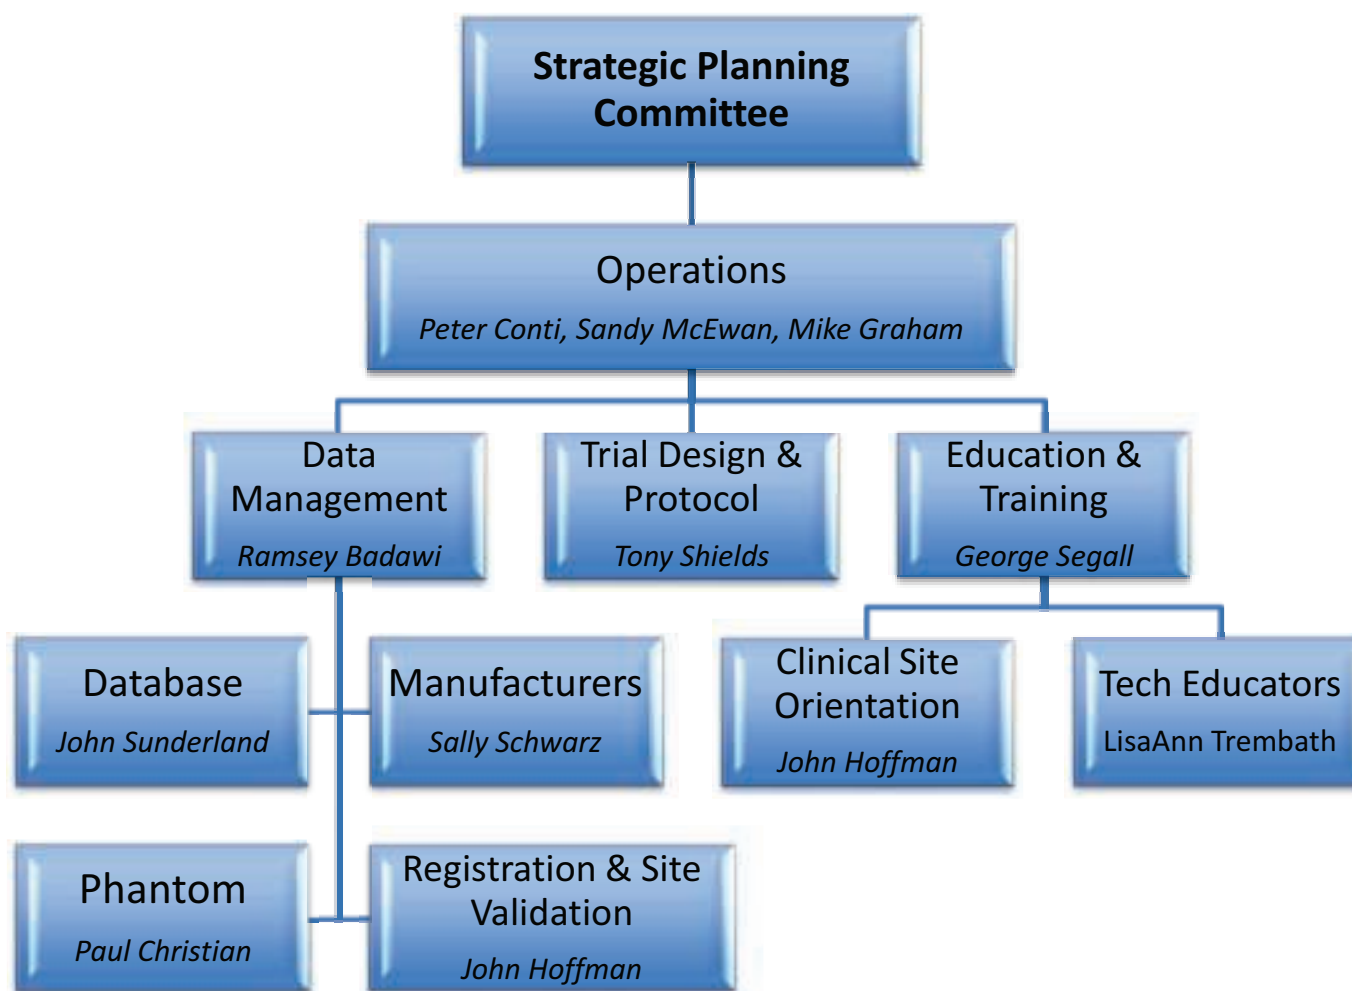 Strategic Planning
Committee
Operations
Peter Conti, Sandy McEwan, Mike Graham
Data
Management
Ramsey Badawi
Trial Design &
Protocol
Tony Shields
Education &
Training
George Segall
Database
John Sunderland
Manufacturers
Sally Schwarz
Clinical Site
Orientation
John Hoffman
Tech Educators
LisaAnn Trembath
Phantom
Paul Christian
Registration & Site
Validation
John Hoffman